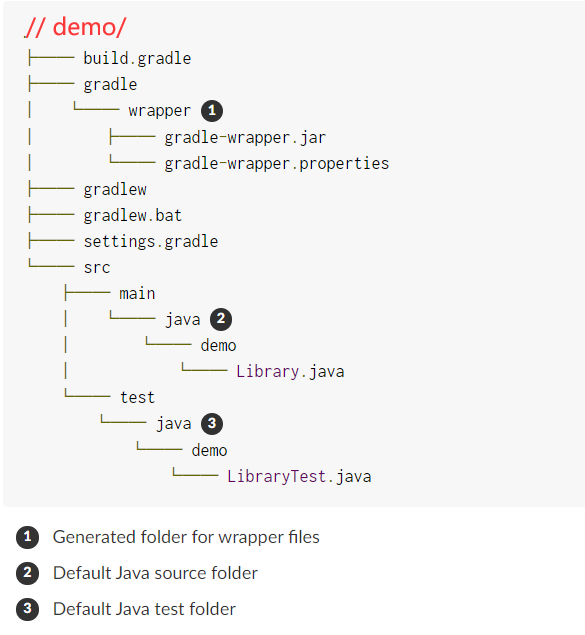 // demo/
├── build.gradle
├── gradle
│    └── wrapper 1
│        ├── gradle-wrapper.jar
│        └── gradle-wrapper.properties
├── gradlew
├── gradlew.bat
├── settings.gradle
└── src
    ├── main
    │    └── java 2
    │        └── demo
    │            └── Library.java
    └── test
        └── java 3
            └── demo
                └── LibraryTest.java
1 Generated folder for wrapper files
2 Default Java source folder
3 Default Java test folder